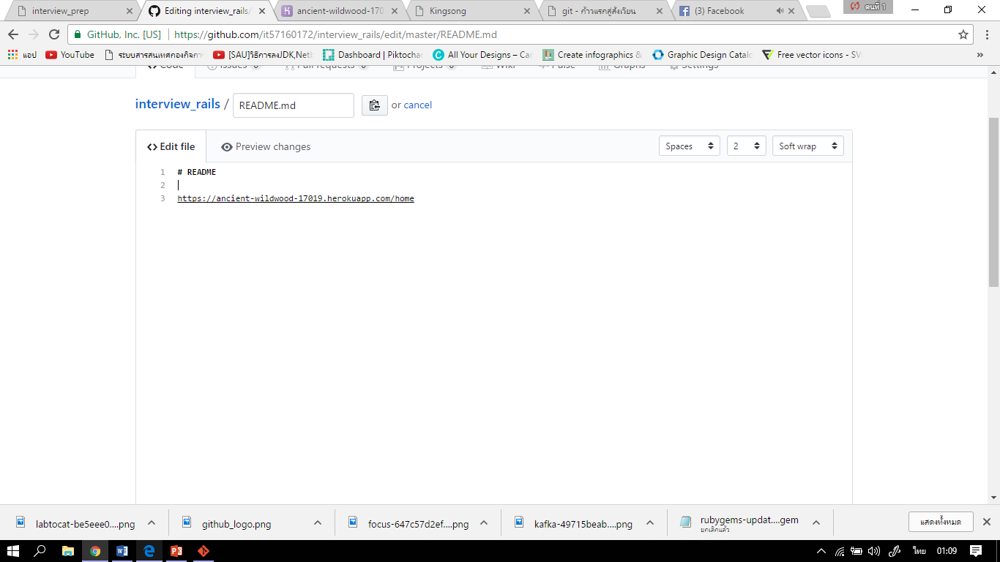 interview_prep
Editing interview_rails/
ancient-wildwood-170
Kingsong
git - ก้าวแรกสู่สังเวียน
(3) Facebook
คนที่ 1
GitHub, Inc. [US]
https://github.com/it57160172/interview_rails/edit/master/README.md
แอป
YouTube
ระบบสารสนเทศกองกิจกา
[SAU]วิธีการลงJDK,Netb
Dashboard | Piktochar
All Your Designs – Can
Create infographics &
Graphic Design Catalo
Free vector icons - SV
»
Code
Issues 0
Pull requests 0
Projects 0
Wiki
Pulse
Graphs
Settings
interview_rails / README.md or cancel
Edit file
Preview changes
Spaces
2
Soft wrap
1 # README
2
3 https://ancient-wildwood-17019.herokuapp.com/home
labtocat-be5eee0....png
github_logo.png
focus-647c57d2ef....png
kafka-49715beab....png
rubygems-updat....gem
ยกเลิกแล้ว
แสดงทั้งหมด
ไทย
01:09